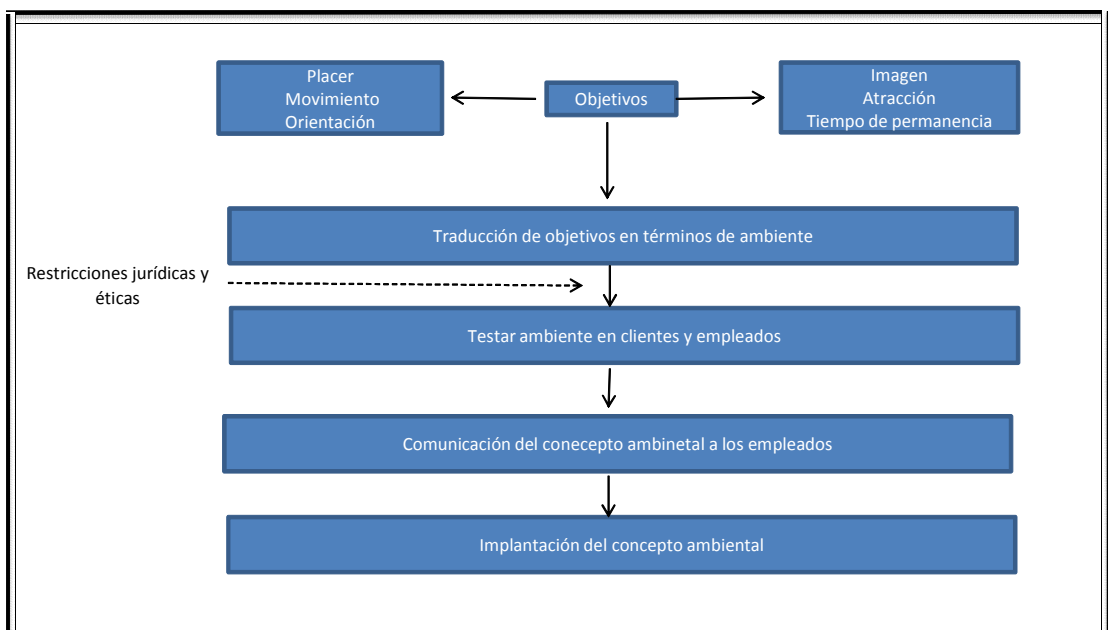 Placer
Movimiento
Orientación
Objetivos
Imagen
Atracción
Tiempo de permanencia
Traducción de objetivos en términos de ambiente
Restricciones jurídicas y
éticas
Testar ambiente en clientes y empleados
Comunicación del conecepto ambinetal a los empleados
Implantación del concepto ambiental